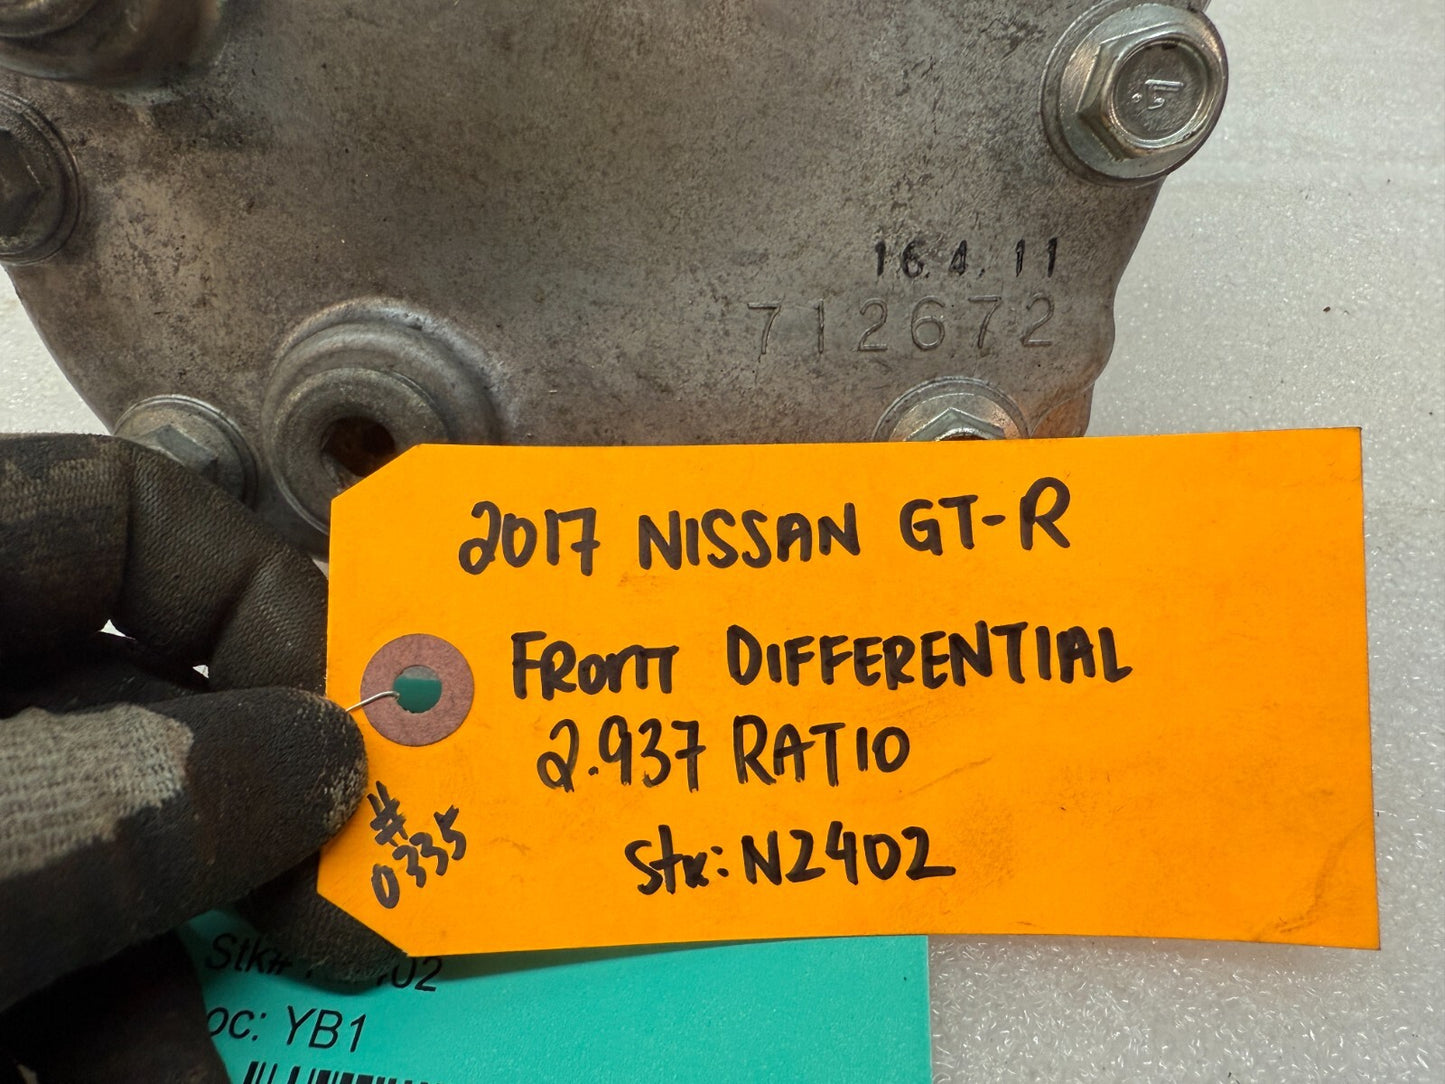 16.4.11
712672
2017 NISSAN GT-R
FRONT DIFFERENTIAL
2.937 RATIO
#
0335
Stk: N2402
Stk#
oc: YB1